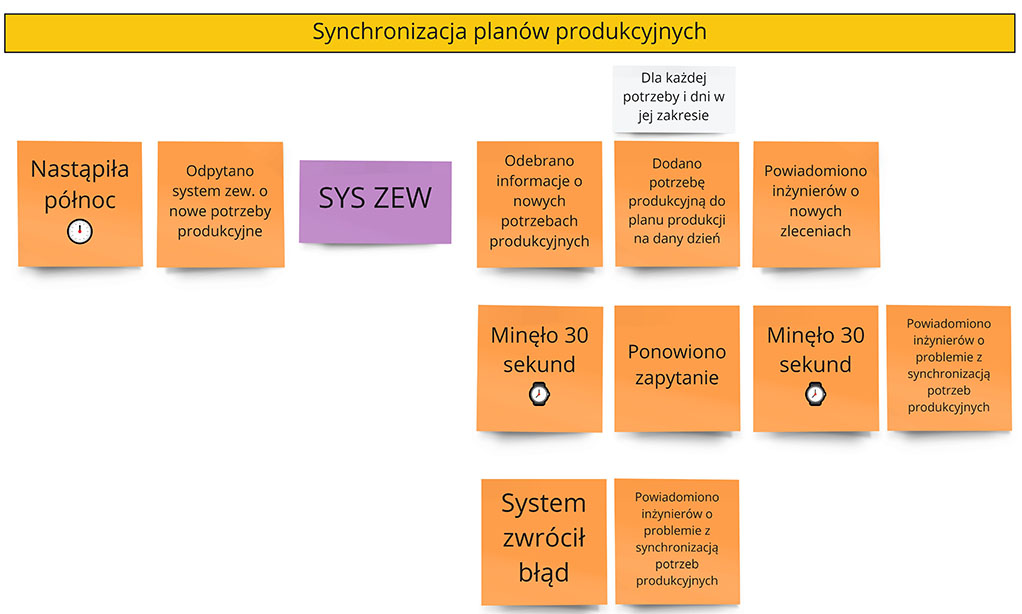 Synchronizacja planów produkcyjnych
Dla każdej
potrzeby i dni w
jej zakresie
Nastąpiła
północ
Odpytano
system zew. o
nowe potrzeby
produkcyjne
SYS ZEW
Odebrano
informacje o
nowych
potrzebach
produkcyjnych
Dodano
potrzebę
produkcyjną do
planu produkcji
na dany dzień
Powiadomiono
inżynierów o
nowych
zleceniach
Minęło 30
sekund
Ponowiono
zapytanie
Minęło 30
sekund
Powiadomiono
inżynierów o
problemie z
synchronizacją
potrzeb
produkcyjnych
System
zwrócił
błąd
Powiadomiono
inżynierów o
problemie z
synchronizacją
potrzeb
produkcyjnych